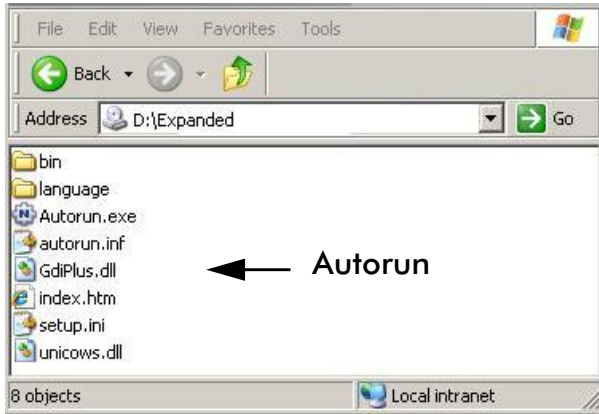 File Edit View Favorites Tools
Back
Address D:\Expanded Go
bin
language
Autorun.exe
autorun.inf
GdiPlus.dll
Autorun
index.htm
setup.ini
unicows.dll
8 objects Local intranet